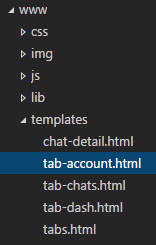 www
css
img
js
lib
templates
chat-detail.html
tab-account.html
tab-chats.html
tab-dash.html
tabs.html